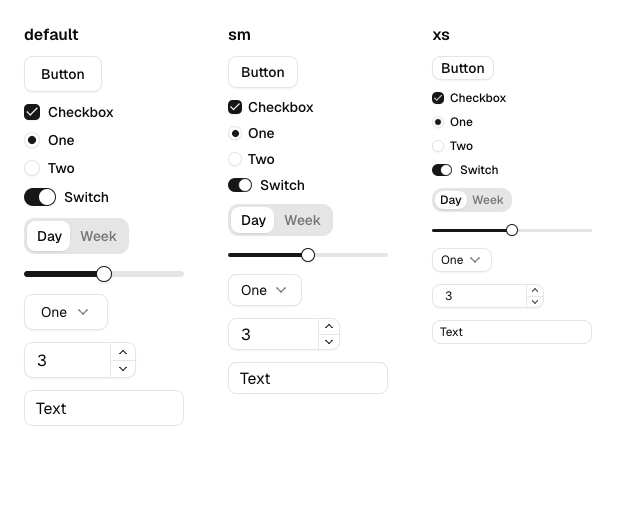 default
Button
Checkbox
One
Two
Switch
Day Week
One
3
Text
sm
Button
Checkbox
One
Two
Switch
Day Week
One
3
Text
xs
Button
Checkbox
One
Two
Switch
Day Week
One
3
Text